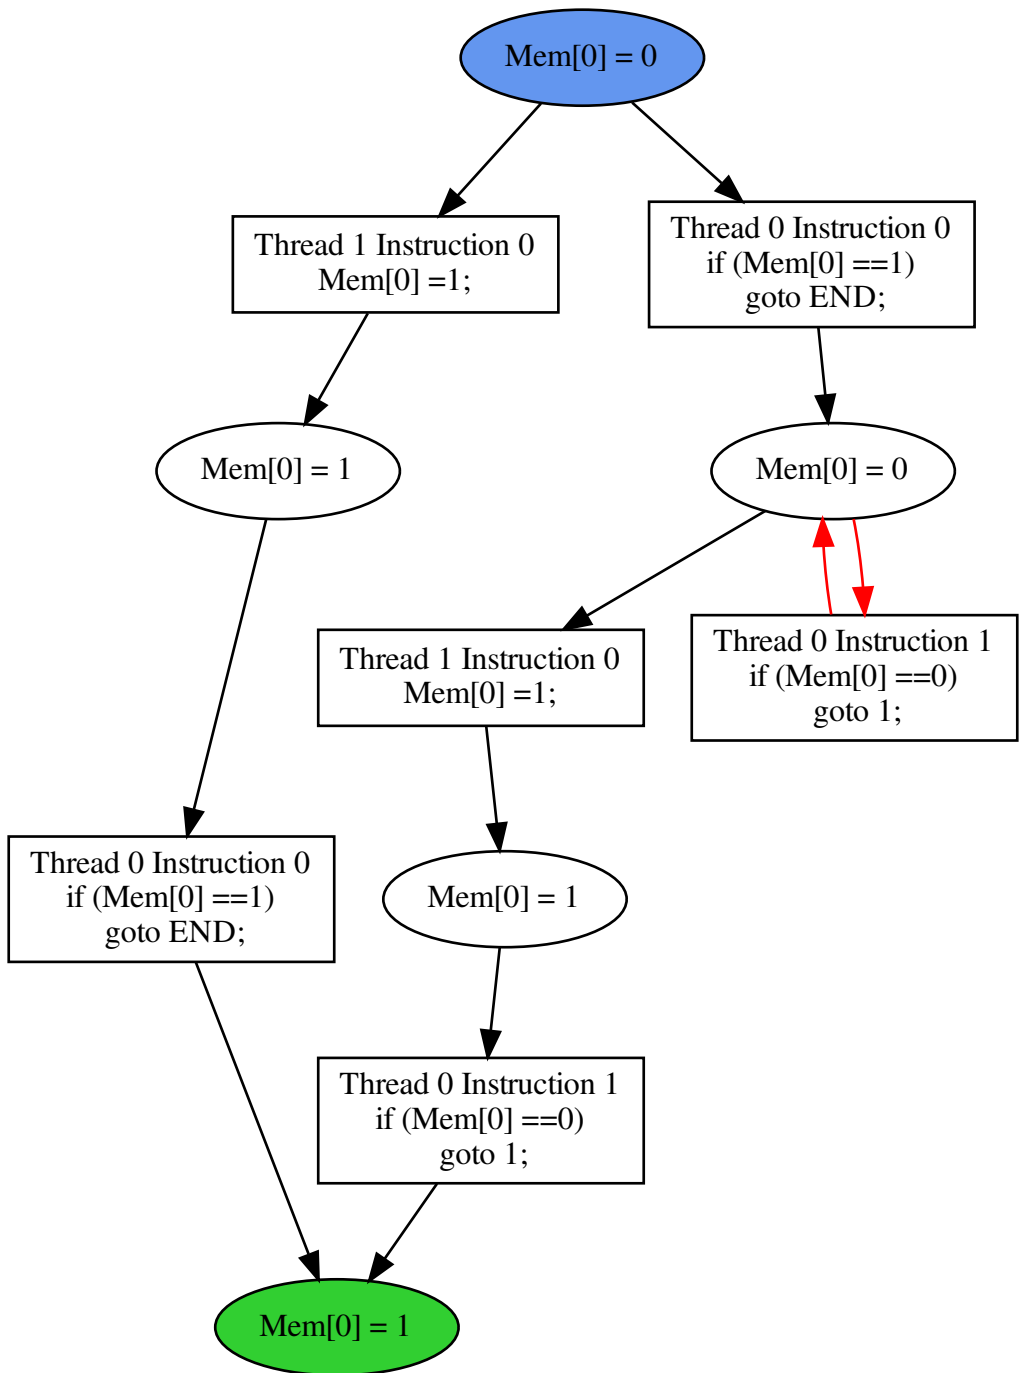 Mem[0] = 0
Thread 1 Instruction 0
Mem[0] =1;
Thread 0 Instruction 0
if (Mem[0] ==1)
goto END;
Mem[0] = 1
Mem[0] = 0
Thread 1 Instruction 0
Mem[0] =1;
Thread 0 Instruction 1
if (Mem[0] ==0)
goto 1;
Thread 0 Instruction 0
if (Mem[0] ==1)
goto END;
Mem[0] = 1
Thread 0 Instruction 1
if (Mem[0] ==0)
goto 1;
Mem[0] = 1